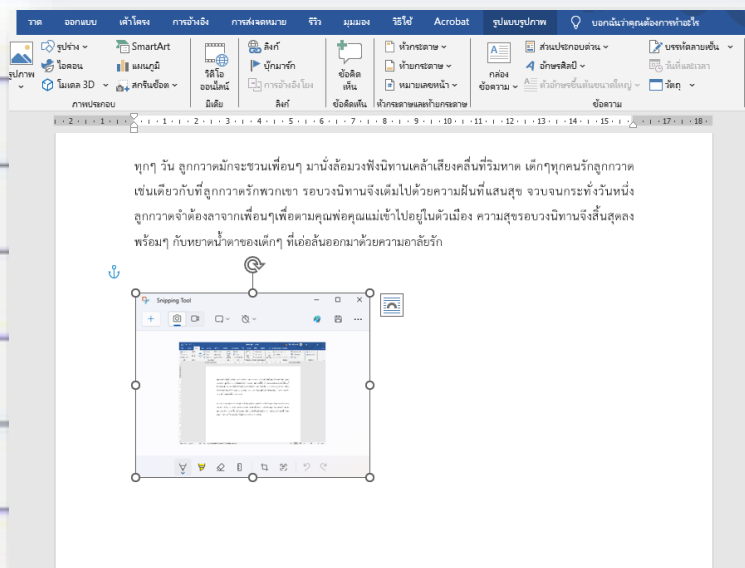 วาด ออกแบบ เค้าโครง การอ้างอิง การส่งจดหมาย รีวิว มุมมอง วิธีใช้ Acrobat รูปแบบรูปภาพ บอกฉันว่าคุณต้องการทำอะไร
รูปร่าง SmartArt ลิงก์ หัวกระดาษ ส่วนประกอบด่วน บรรทัดลายเซ็น
รูปภาพ ไอคอน แผนภูมิ วิดีโอออนไลน์ บุ๊กมาร์ก ข้อคิดเห็น ท้ายกระดาษ กล่องข้อความ อักษรศิลป์ วันที่และเวลา
โมเดล 3D สกรีนช็อต การอ้างอิงโยง หมายเลขหน้า ตัวอักษรขึ้นต้นขนาดใหญ่ วัตถุ
ภาพประกอบ มีเดีย ลิงก์ ข้อคิดเห็น หัวกระดาษและท้ายกระดาษ ข้อความ
2 1 1 2 3 4 5 6 7 8 9 10 11 12 13 14 15 17 18
ทุกๆ วัน ลูกกวาดมักจะชวนเพื่อนๆ มานั่งล้อมวงฟังนิทานเคล้าเสียงคลื่นที่ริมหาด เด็กๆทุกคนรักลูกกวาด
เช่นเดียวกับที่ลูกกวาดรักพวกเขา รอบวงนิทานจึงเต็มไปด้วยความฝันที่แสนสุข จวบจนกระทั่งวันหนึ่ง
ลูกกวาดจำต้องลาจากเพื่อนๆเพื่อตามคุณพ่อคุณแม่เข้าไปอยู่ในตัวเมือง ความสุขรอบวงนิทานจึงสิ้นสุดลง
พร้อมๆ กับหยาดน้ำตาของเด็กๆ ที่เอ่อล้นออกมาด้วยความอาลัยรัก
Snipping Tool